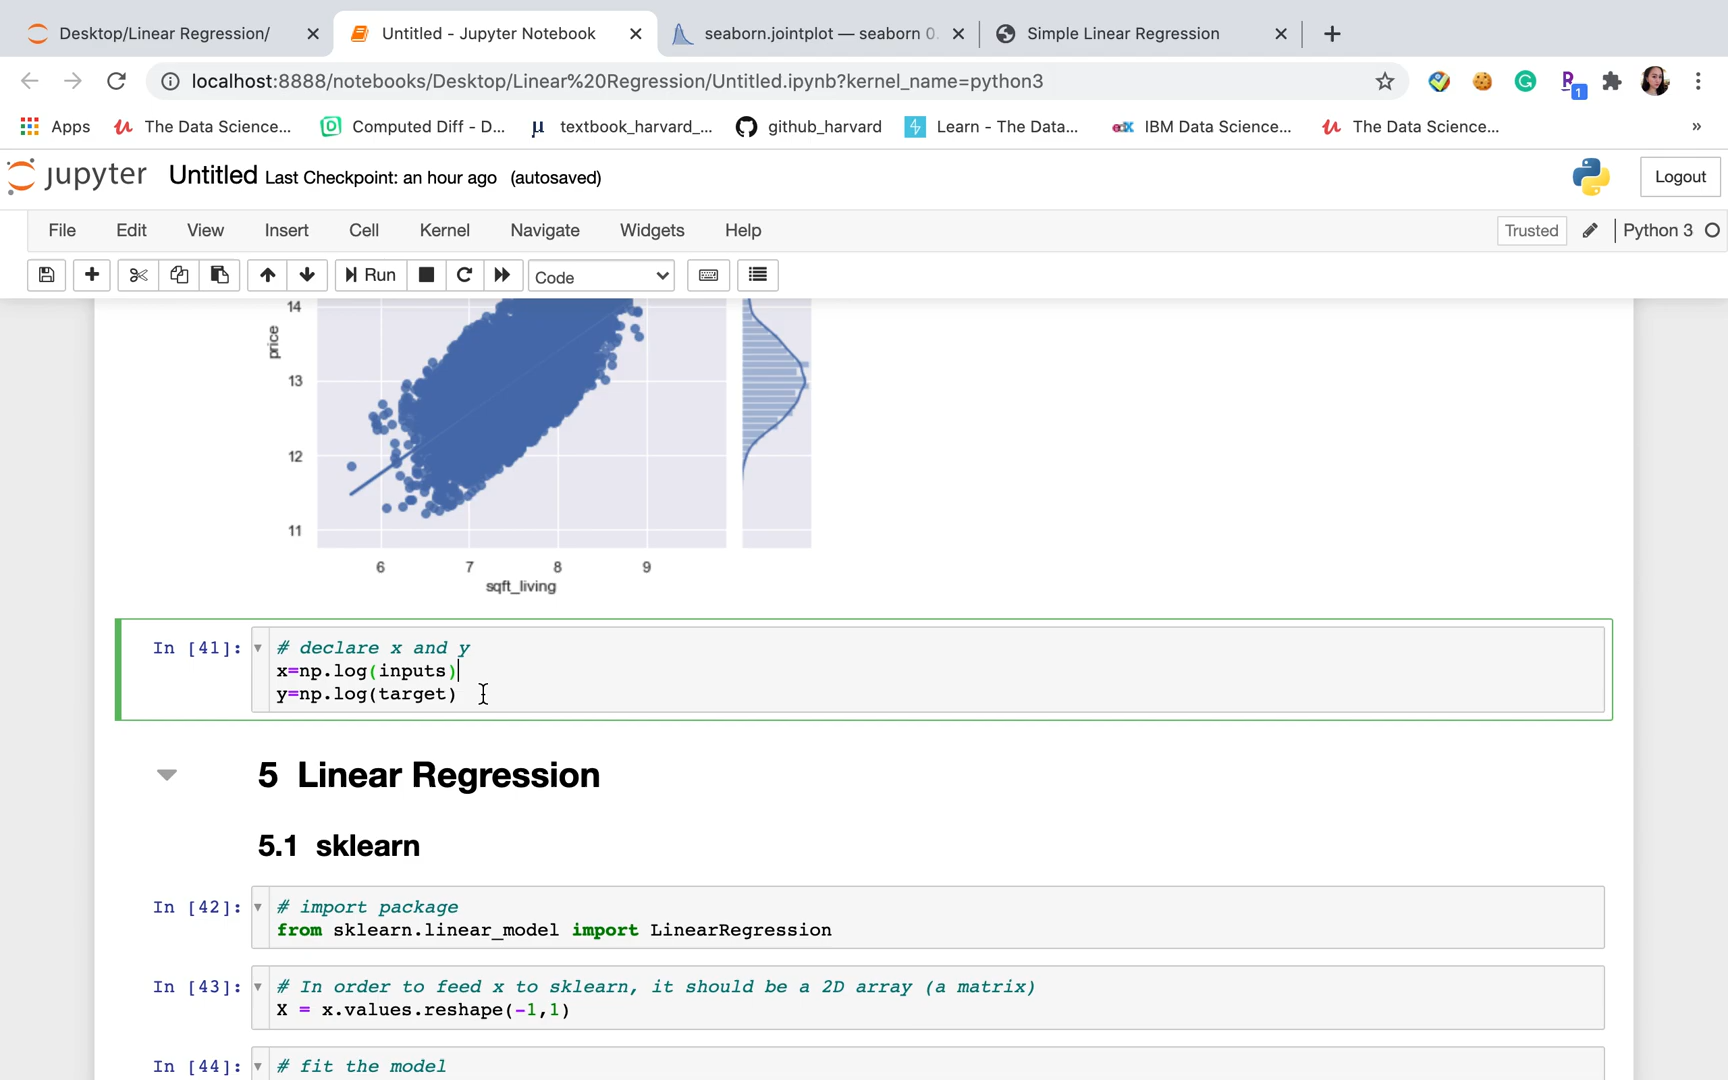 Desktop/Linear Regression/
Untitled - Jupyter Notebook
seaborn.jointplot — seaborn 0.
Simple Linear Regression
localhost:8888/notebooks/Desktop/Linear%20Regression/Untitled.ipynb?kernel_name=python3
1
Apps
The Data Science...
Computed Diff - D...
textbook_harvard_...
github_harvard
Learn - The Data...
IBM Data Science...
The Data Science...
»
jupyter Untitled Last Checkpoint: an hour ago (autosaved)
Logout
File Edit View Insert Cell Kernel Navigate Widgets Help
Trusted
Python 3
Run
Code
14
price
13
12
11
6 7 8 9
sqft_living
In [41]: # declare x and y
x=np.log(inputs)
y=np.log(target)
5 Linear Regression
5.1 sklearn
In [42]: # import package
from sklearn.linear_model import LinearRegression
In [43]: # In order to feed x to sklearn, it should be a 2D array (a matrix)
X = x.values.reshape(-1,1)
In [44]: # fit the model